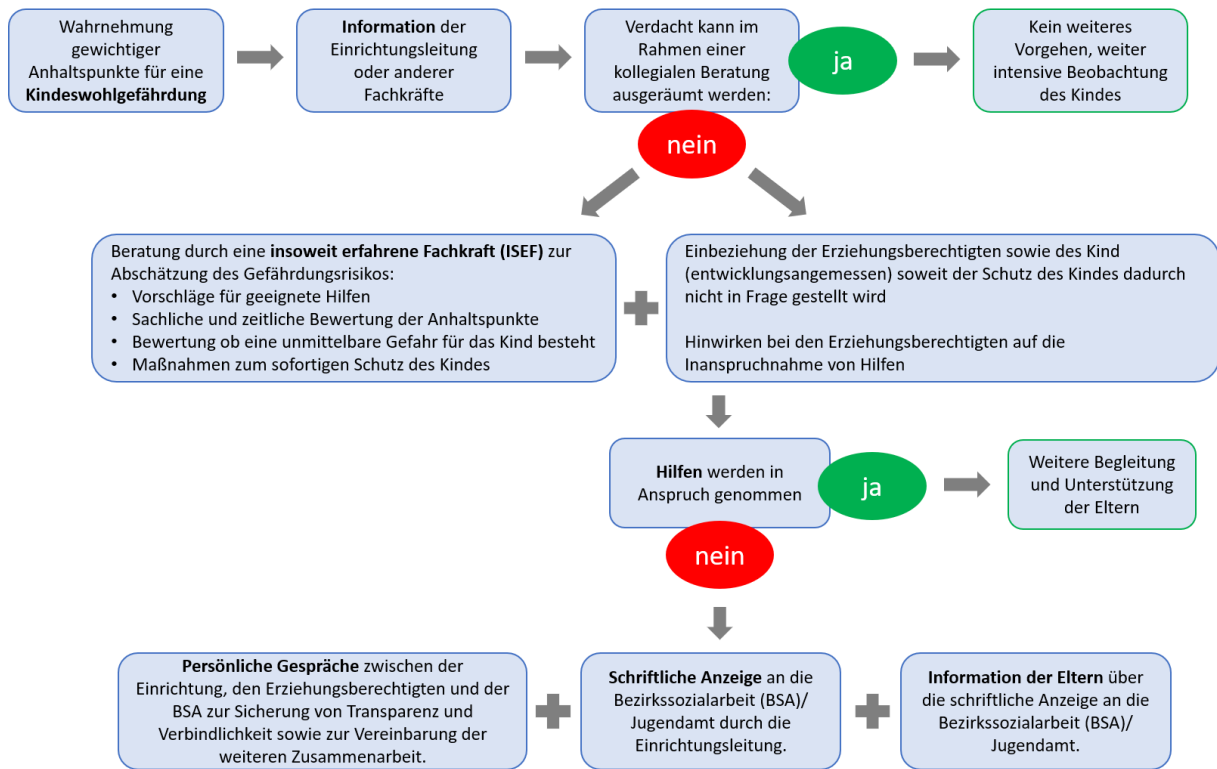 Wahrnehmung
gewichtiger
Anhaltspunkte für eine
Kindeswohlgefährdung
Information der
Einrichtungsleitung
oder anderer
Fachkräfte
Verdacht kann im
Rahmen einer
kollegialen Beratung
ausgeräumt werden:
ja
Kein weiteres
Vorgehen, weiter
intensive Beobachtung
des Kindes
nein
Beratung durch eine insoweit erfahrene Fachkraft (ISEF) zur
Abschätzung des Gefährdungsrisikos:
• Vorschläge für geeignete Hilfen
• Sachliche und zeitliche Bewertung der Anhaltspunkte
• Bewertung ob eine unmittelbare Gefahr für das Kind besteht
• Maßnahmen zum sofortigen Schutz des Kindes
Einbeziehung der Erziehungsberechtigten sowie des Kind
(entwicklungsangemessen) soweit der Schutz des Kindes dadurch
nicht in Frage gestellt wird
Hinwirken bei den Erziehungsberechtigten auf die
Inanspruchnahme von Hilfen
Hilfen werden in
Anspruch genommen
ja
Weitere Begleitung
und Unterstützung
der Eltern
nein
Persönliche Gespräche zwischen der
Einrichtung, den Erziehungsberechtigten und der
BSA zur Sicherung von Transparenz und
Verbindlichkeit sowie zur Vereinbarung der
weiteren Zusammenarbeit.
Schriftliche Anzeige an die
Bezirkssozialarbeit (BSA)/
Jugendamt durch die
Einrichtungsleitung.
Information der Eltern über
die schriftliche Anzeige an die
Bezirkssozialarbeit (BSA)/
Jugendamt.